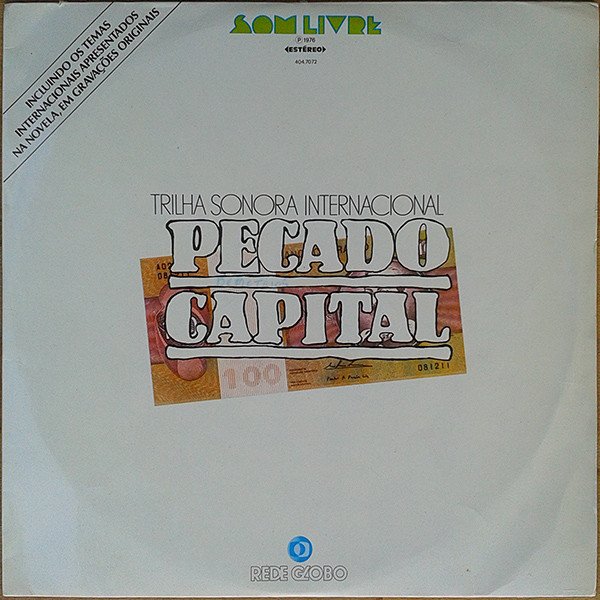 SOM LIVRE
℗ 1976
ESTÉREO
404.7072
INCLUINDO OS TEMAS
INTERNACIONAIS APRESENTADOS
NA NOVELA, EM GRAVAÇÕES ORIGINAIS
TRILHA SONORA INTERNACIONAL
PECADO
CAPITAL
100
081211
REDE GLOBO